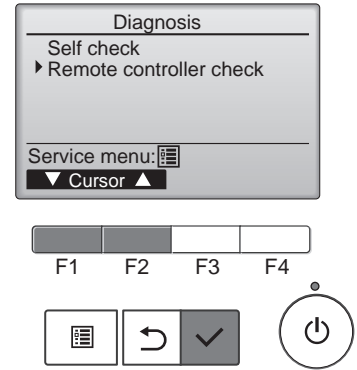 Diagnosis
Self check
Remote controller check
Service menu:
▼ Cursor ▲
F1 F2 F3 F4